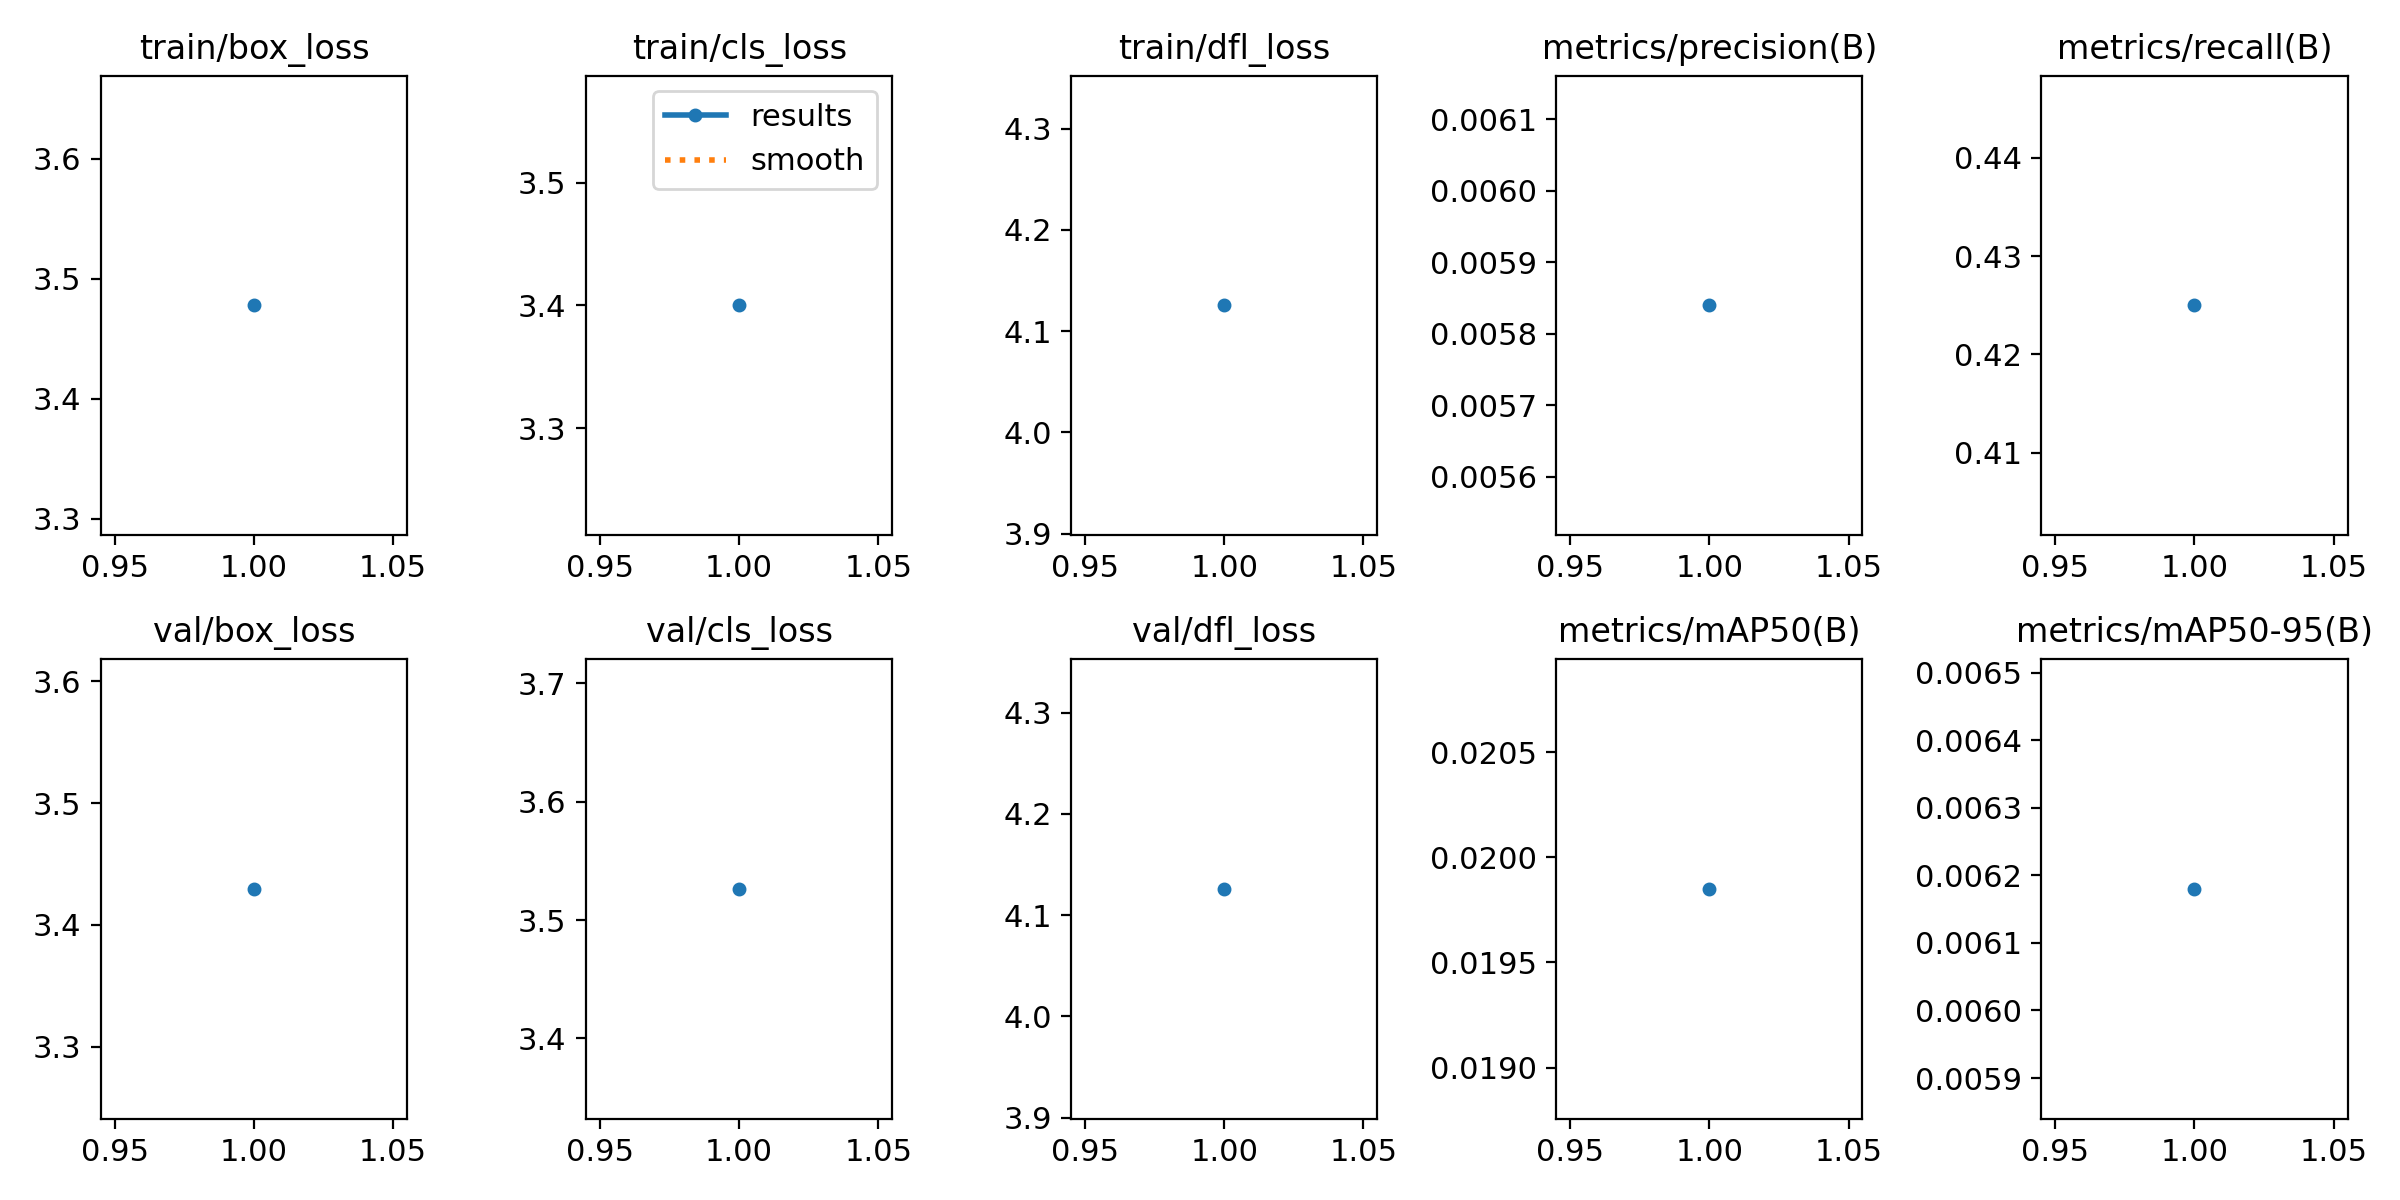 train/box_loss
3.6
3.5
3.4
3.3
0.95 1.00 1.05
train/cls_loss
results
smooth
3.5
3.4
3.3
0.95 1.00 1.05
train/dfl_loss
4.3
4.2
4.1
4.0
3.9
0.95 1.00 1.05
metrics/precision(B)
0.0061
0.0060
0.0059
0.0058
0.0057
0.0056
0.95 1.00 1.05
metrics/recall(B)
0.44
0.43
0.42
0.41
0.95 1.00 1.05
val/box_loss
3.6
3.5
3.4
3.3
0.95 1.00 1.05
val/cls_loss
3.7
3.6
3.5
3.4
0.95 1.00 1.05
val/dfl_loss
4.3
4.2
4.1
4.0
3.9
0.95 1.00 1.05
metrics/mAP50(B)
0.0205
0.0200
0.0195
0.0190
0.95 1.00 1.05
metrics/mAP50-95(B)
0.0065
0.0064
0.0063
0.0062
0.0061
0.0060
0.0059
0.95 1.00 1.05